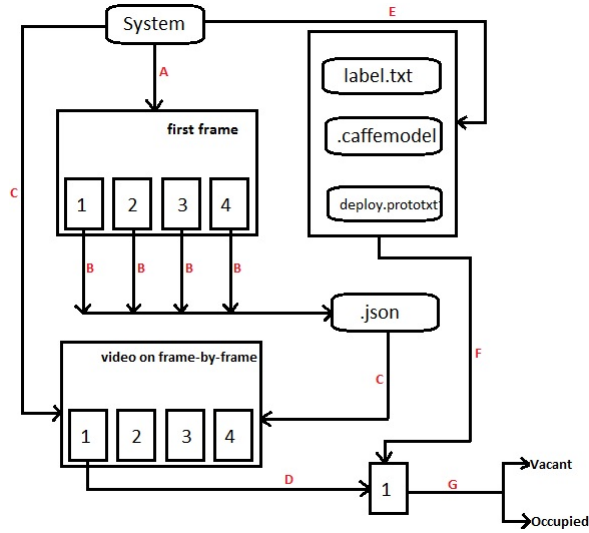 System
E
A
label.txt
first frame
.caffemodel
C
1 2 3 4
deploy.prototxt
B B B B
.json
video on frame-by-frame
F
C
1 2 3 4
Vacant
D
1
G
Occupied